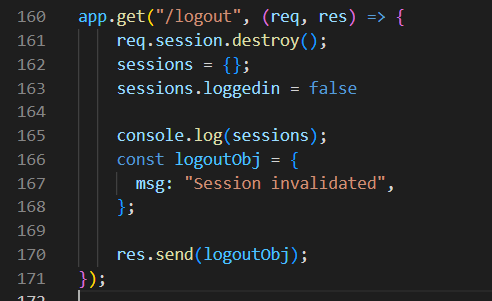 160 app.get("/logout", (req, res) => {
161 req.session.destroy();
162 sessions = {};
163 sessions.loggedin = false
164
165 console.log(sessions);
166 const logoutObj = {
167 msg: "Session invalidated",
168 };
169
170 res.send(logoutObj);
171 });
172